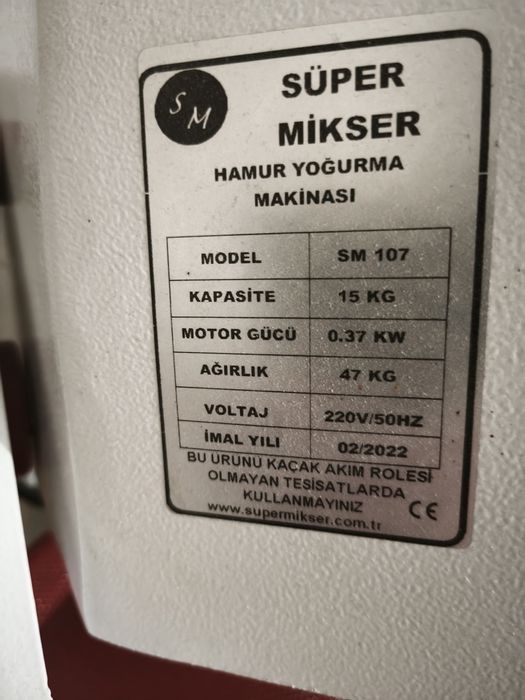 S M
SÜPER
MİKSER
HAMUR YOĞURMA
MAKİNASI
MODEL SM 107
KAPASİTE 15 KG
MOTOR GÜCÜ 0.37 KW
AĞIRLIK 47 KG
VOLTAJ 220V/50HZ
İMAL YILI 02/2022
BU ÜRÜNÜ KAÇAK AKIM ROLESİ
OLMAYAN TESİSATLARDA
KULLANMAYINIZ
www.supermikser.com.tr CE